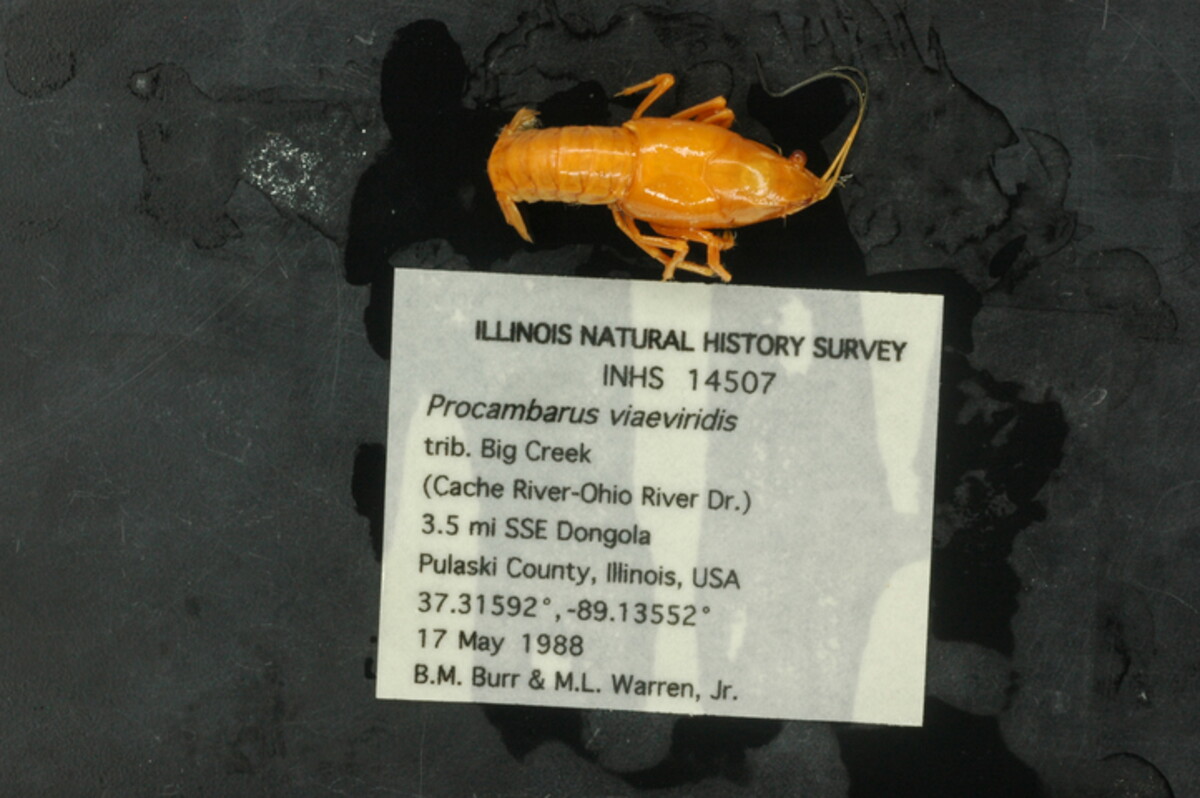 ILLINOIS NATURAL HISTORY SURVEY
INHS 14507
Procambarus viaeviridis
trib. Big Creek
(Cache River-Ohio River Dr.)
3.5 mi SSE Dongola
Pulaski County, Illinois, USA
37.31592°,-89.13552°
17 May 1988
B.M. Burr & M.L. Warren, Jr.